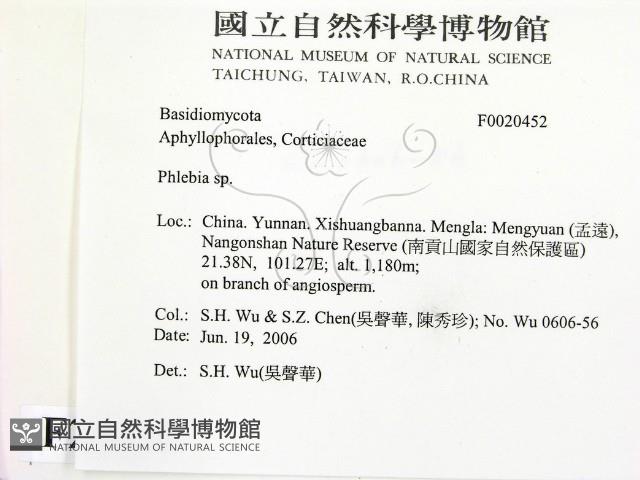 國立自然科學博物館
NATIONAL MUSEUM OF NATURAL SCIENCE
TAICHUNG, TAIWAN, R.O.CHINA
Basidiomycota F0020452
Aphyllophorales, Corticiaceae
Phlebia sp.
Loc.: China. Yunnan. Xishuangbanna. Mengla: Mengyuan (孟遠),
Nangonshan Nature Reserve (南貢山國家自然保護區)
21.38N, 101.27E; alt. 1,180m;
on branch of angiosperm.
Col.: S.H. Wu & S.Z. Chen(吳聲華, 陳秀珍); No. Wu 0606-56
Date: Jun. 19, 2006
Det.: S.H. Wu(吳聲華)
國立自然科學博物館
NATIONAL MUSEUM OF NATURAL SCIENCE